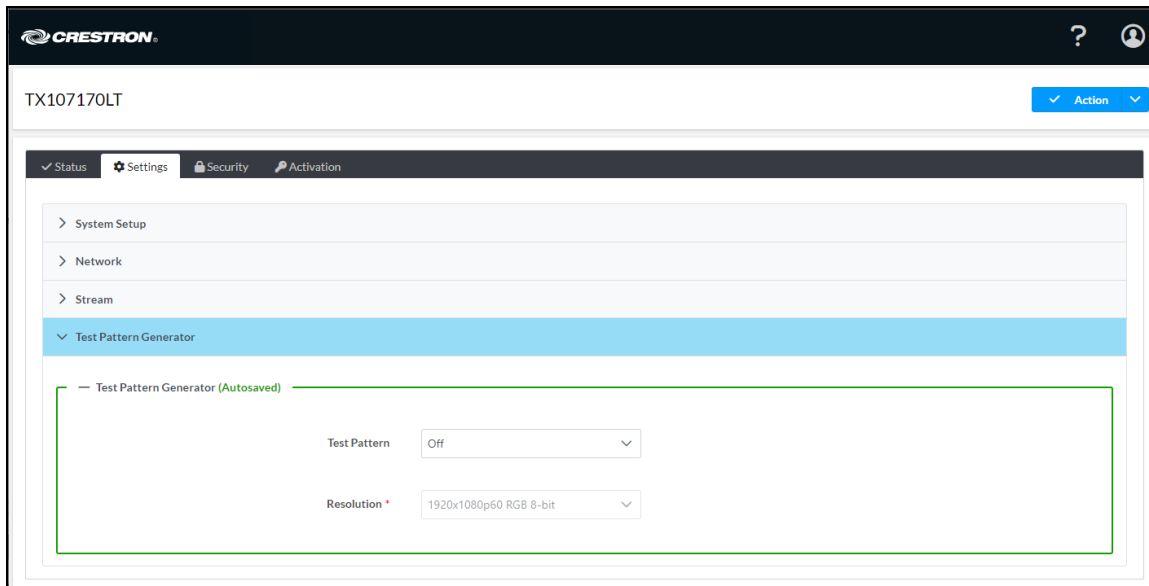 CRESTRON®
?
TX107170LT
Action
Status Settings Security Activation
System Setup
Network
Stream
Test Pattern Generator
Test Pattern Generator (Autosaved)
Test Pattern Off
Resolution * 1920x1080p60 RGB 8-bit